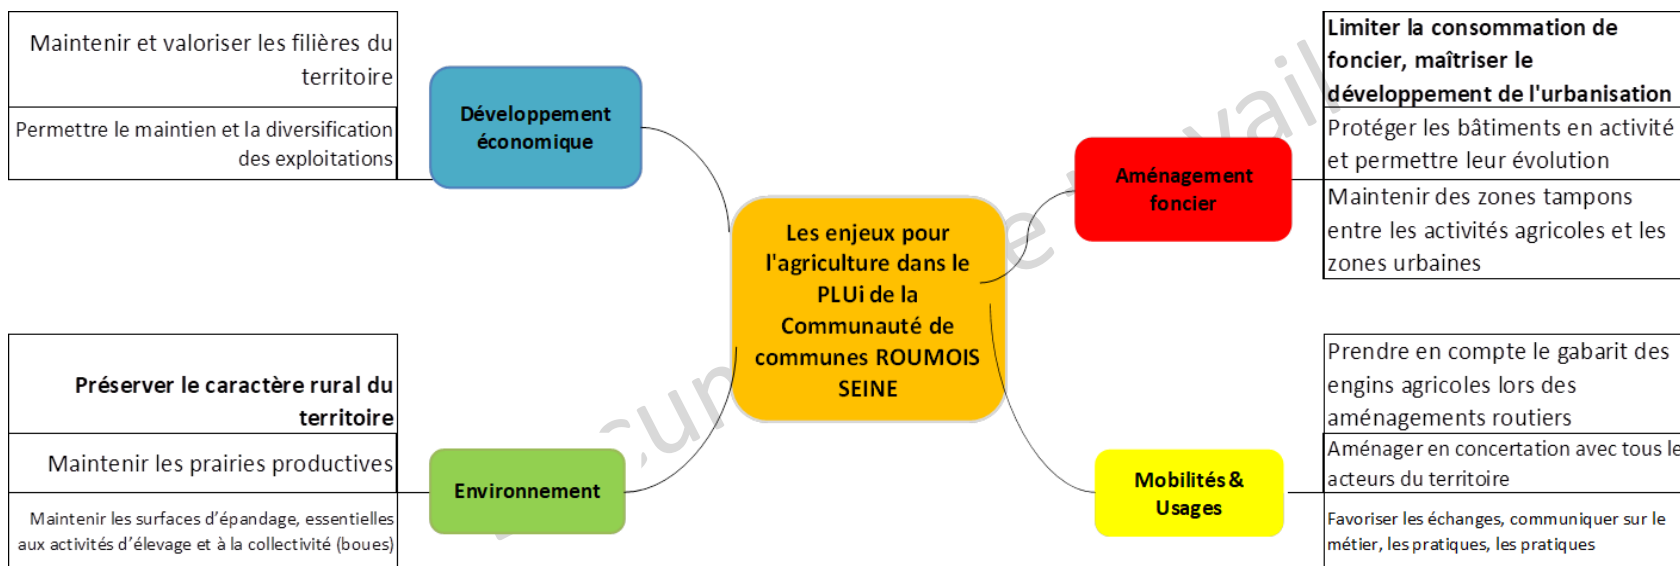 Maintenir et valoriser les filières du
territoire
Permettre le maintien et la diversification
des exploitations
Développement
économique
Préserver le caractère rural du
territoire
Maintenir les prairies productives
Maintenir les surfaces d'épandage, essentielles
aux activités d'élevage et à la collectivité (boues)
Environnement
Les enjeux pour
l'agriculture dans le
PLUi de la
Communauté de
communes ROUMOIS
SEINE
Aménagement
foncier
Limiter la consommation de
foncier, maîtriser le
développement de l'urbanisation
Protéger les bâtiments en activité
et permettre leur évolution
Maintenir des zones tampons
entre les activités agricoles et les
zones urbaines
Mobilités &
Usages
Prendre en compte le gabarit des
engins agricoles lors des
aménagements routiers
Aménager en concertation avec tous le
acteurs du territoire
Favoriser les échanges, communiquer sur le
métier, les pratiques, les pratiques